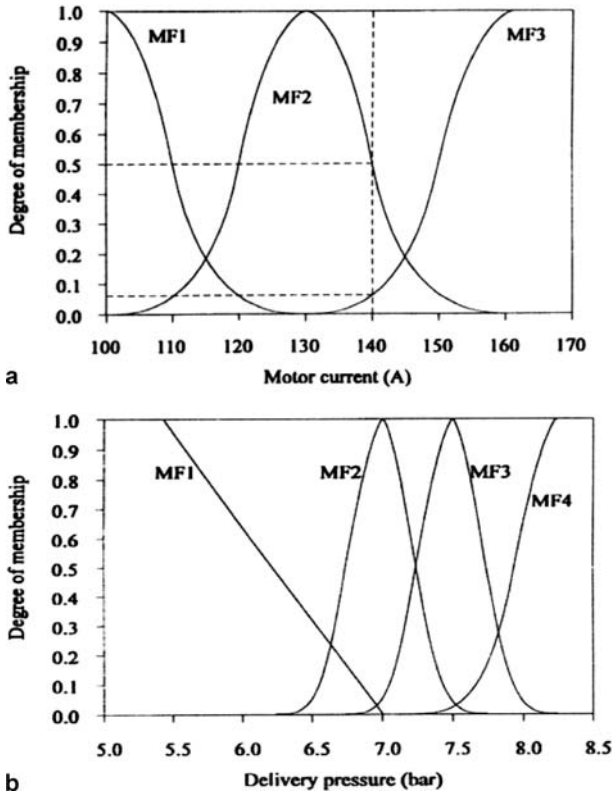 1.0
0.9
0.8
0.7
0.6
0.5
0.4
0.3
0.2
0.1
0.0
Degree of membership
MF1
MF2
MF3
100 110 120 130 140 150 160 170
Motor current (A)
a
1.0
0.9
0.8
0.7
0.6
0.5
0.4
0.3
0.2
0.1
0.0
Degree of membership
MF1
MF2
MF3
MF4
5.0 5.5 6.0 6.5 7.0 7.5 8.0 8.5
Delivery pressure (bar)
b